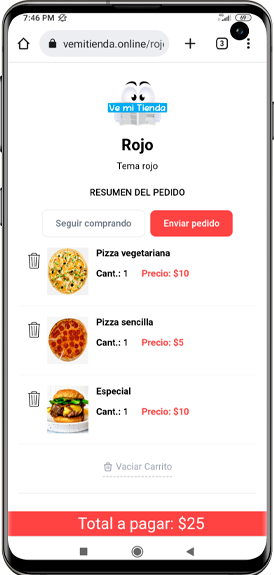 7:46 PM
69
vemitienda.online/roj
3
Ve mi Tienda
Rojo
Tema rojo
RESUMEN DEL PEDIDO
Seguir comprando
Enviar pedido
Pizza vegetariana
Cant.: 1 Precio: $10
Pizza sencilla
Cant.: 1 Precio: $5
Especial
Cant.: 1 Precio: $10
Vaciar Carrito
Total a pagar: $25